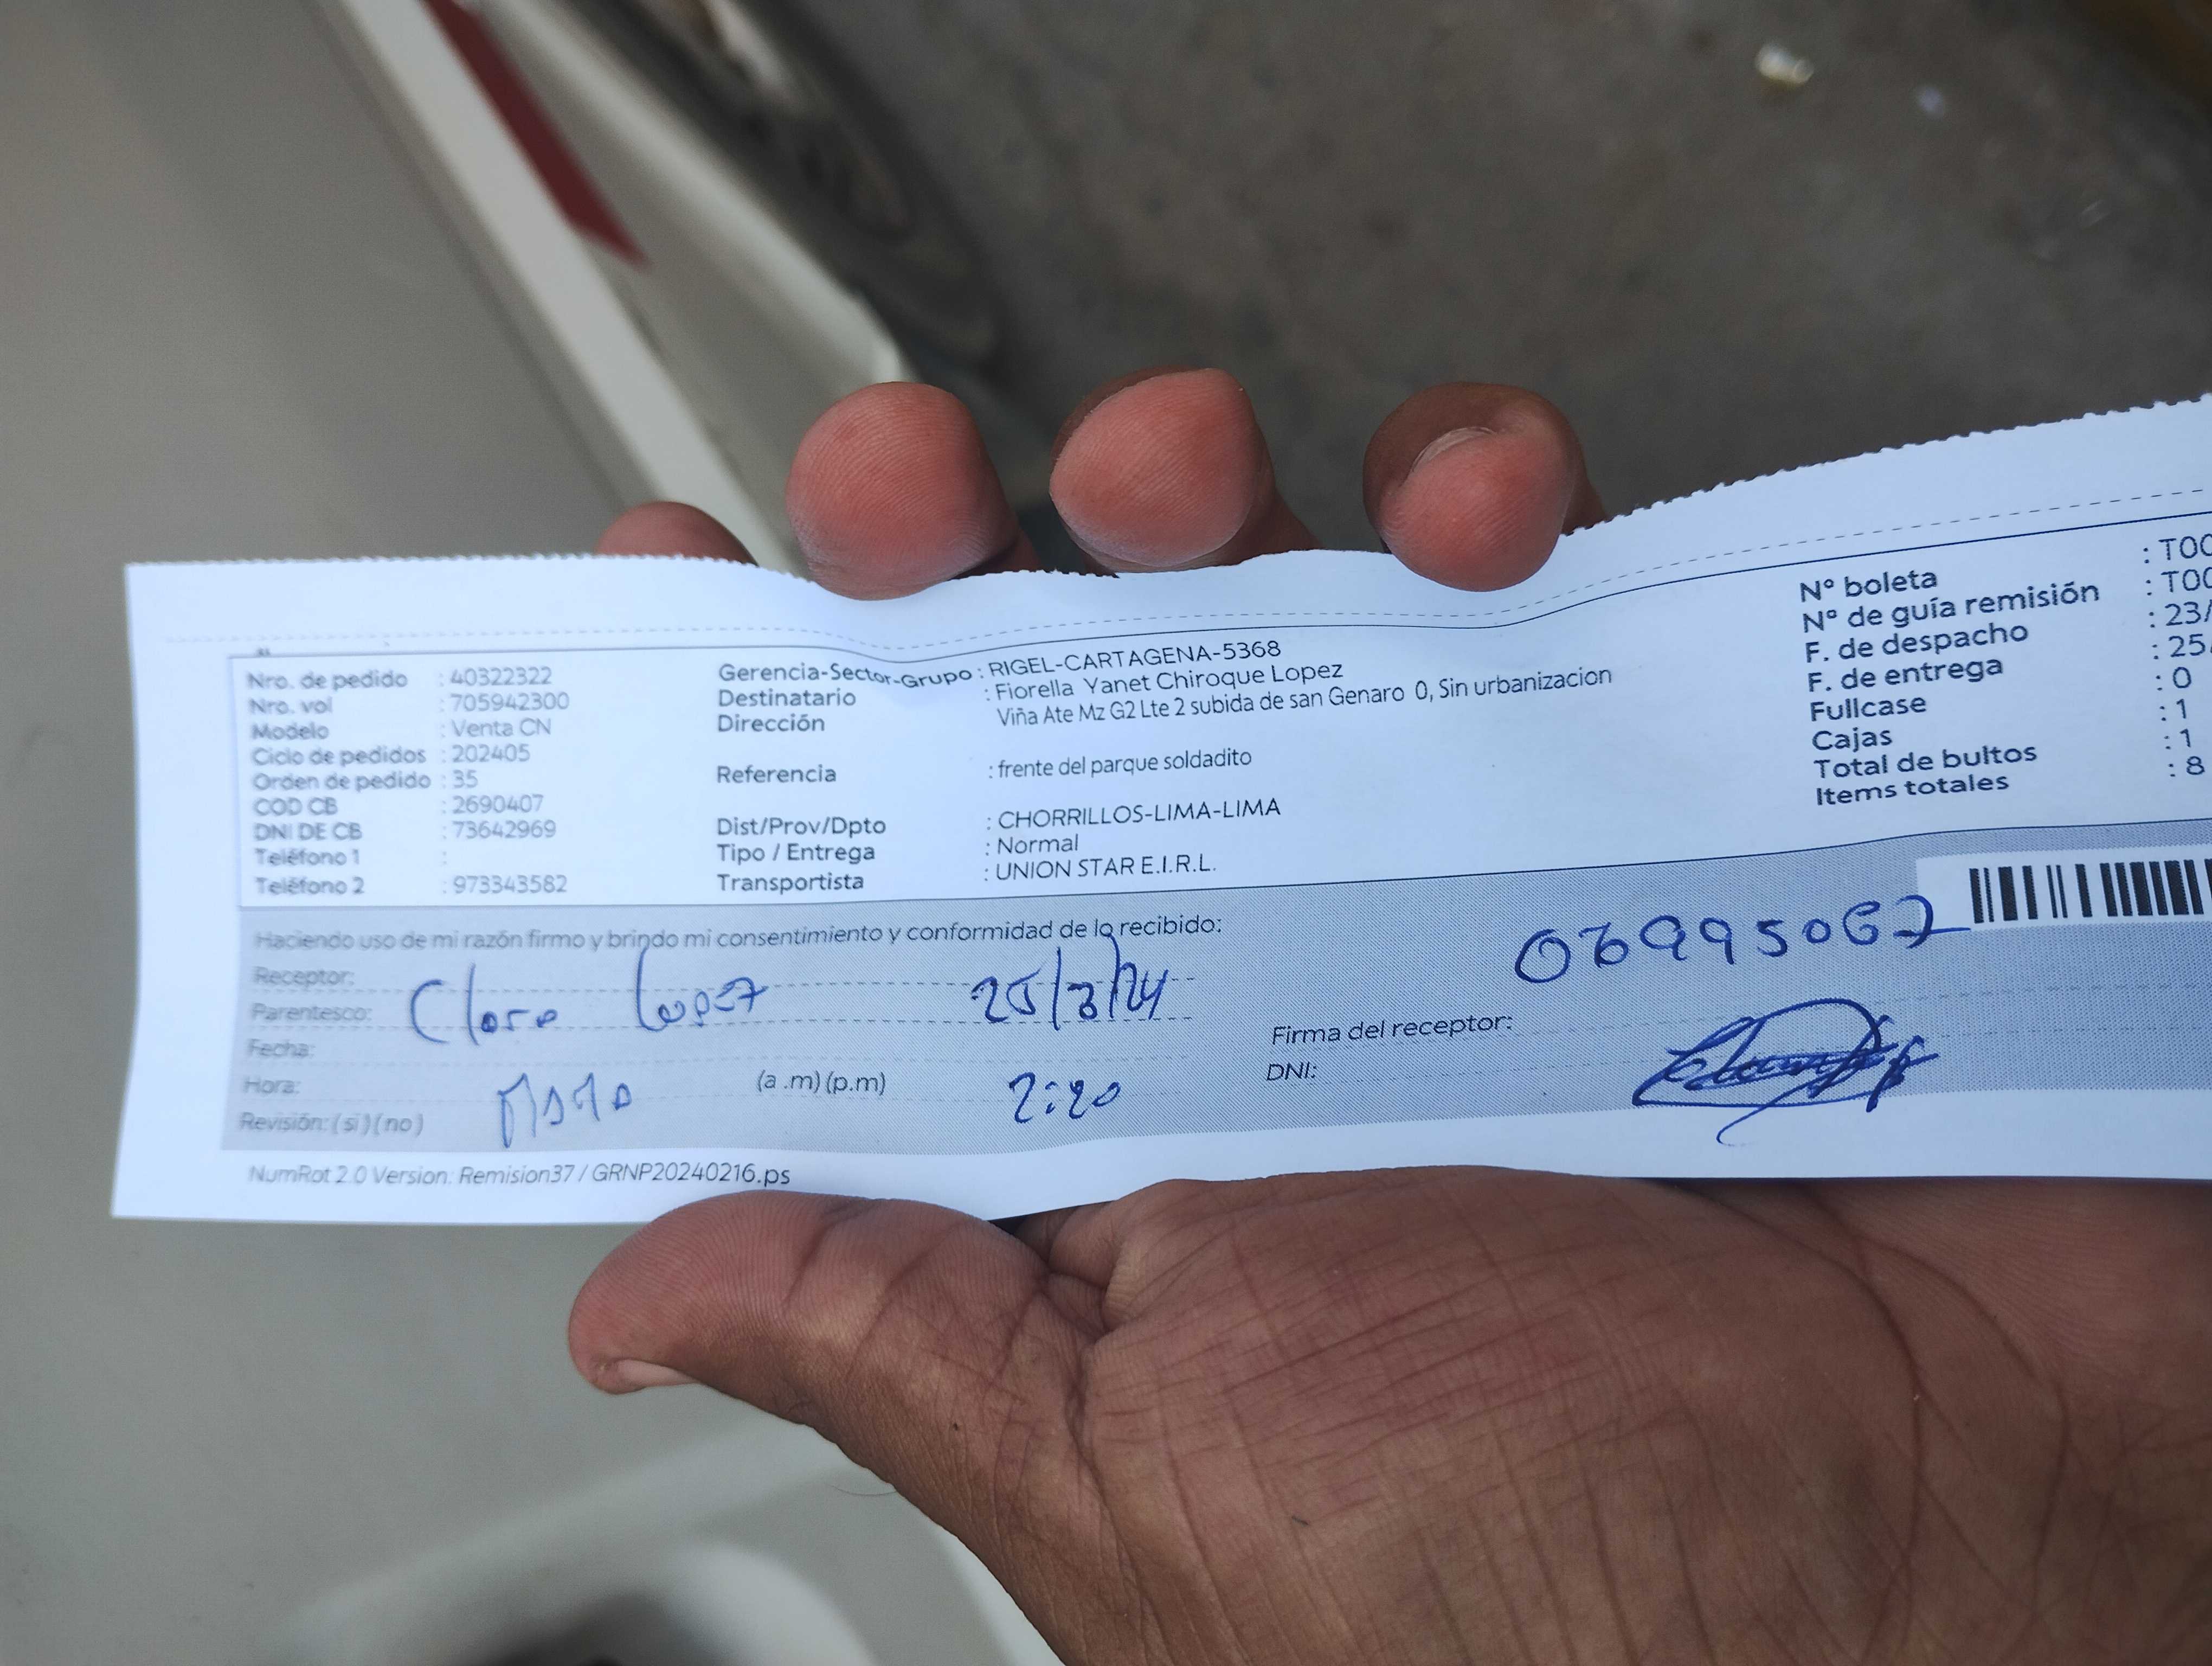 Nro. de pedido : 40322322
Nro. vol : 705942300
Modelo : Venta CN
Ciclo de pedidos : 202405
Orden de pedido : 35
COD CB : 2690407
DNI DE CB : 73642969
Teléfono 1 :
Teléfono 2 : 973343582
Gerencia-Sector-Grupo : RIGEL-CARTAGENA-5368
Destinatario : Fiorella Yanet Chiroque Lopez
Dirección Viña Ate Mz G2 Lte 2 subida de san Genaro 0, Sin urbanizacion
Referencia : frente del parque soldadito
Dist/Prov/Dpto : CHORRILLOS-LIMA-LIMA
Tipo / Entrega : Normal
Transportista : UNION STAR E.I.R.L.
N° boleta : T00
N° de guía remisión : T00
F. de despacho : 23/
F. de entrega : 25/
Fullcase : 0
Cajas : 1
Total de bultos : 1
Items totales : 8
Haciendo uso de mi razón firmo y brindo mi consentimiento y conformidad de lo recibido:
Receptor:
Parentesco: Clara Lopez 25/3/24
Fecha:
Hora: (a.m) (p.m) 2:20
Revisión: ( si ) ( no )
Firma del receptor:
DNI:
NumRot 2.0 Version: Remision37 / GRNP20240216.ps